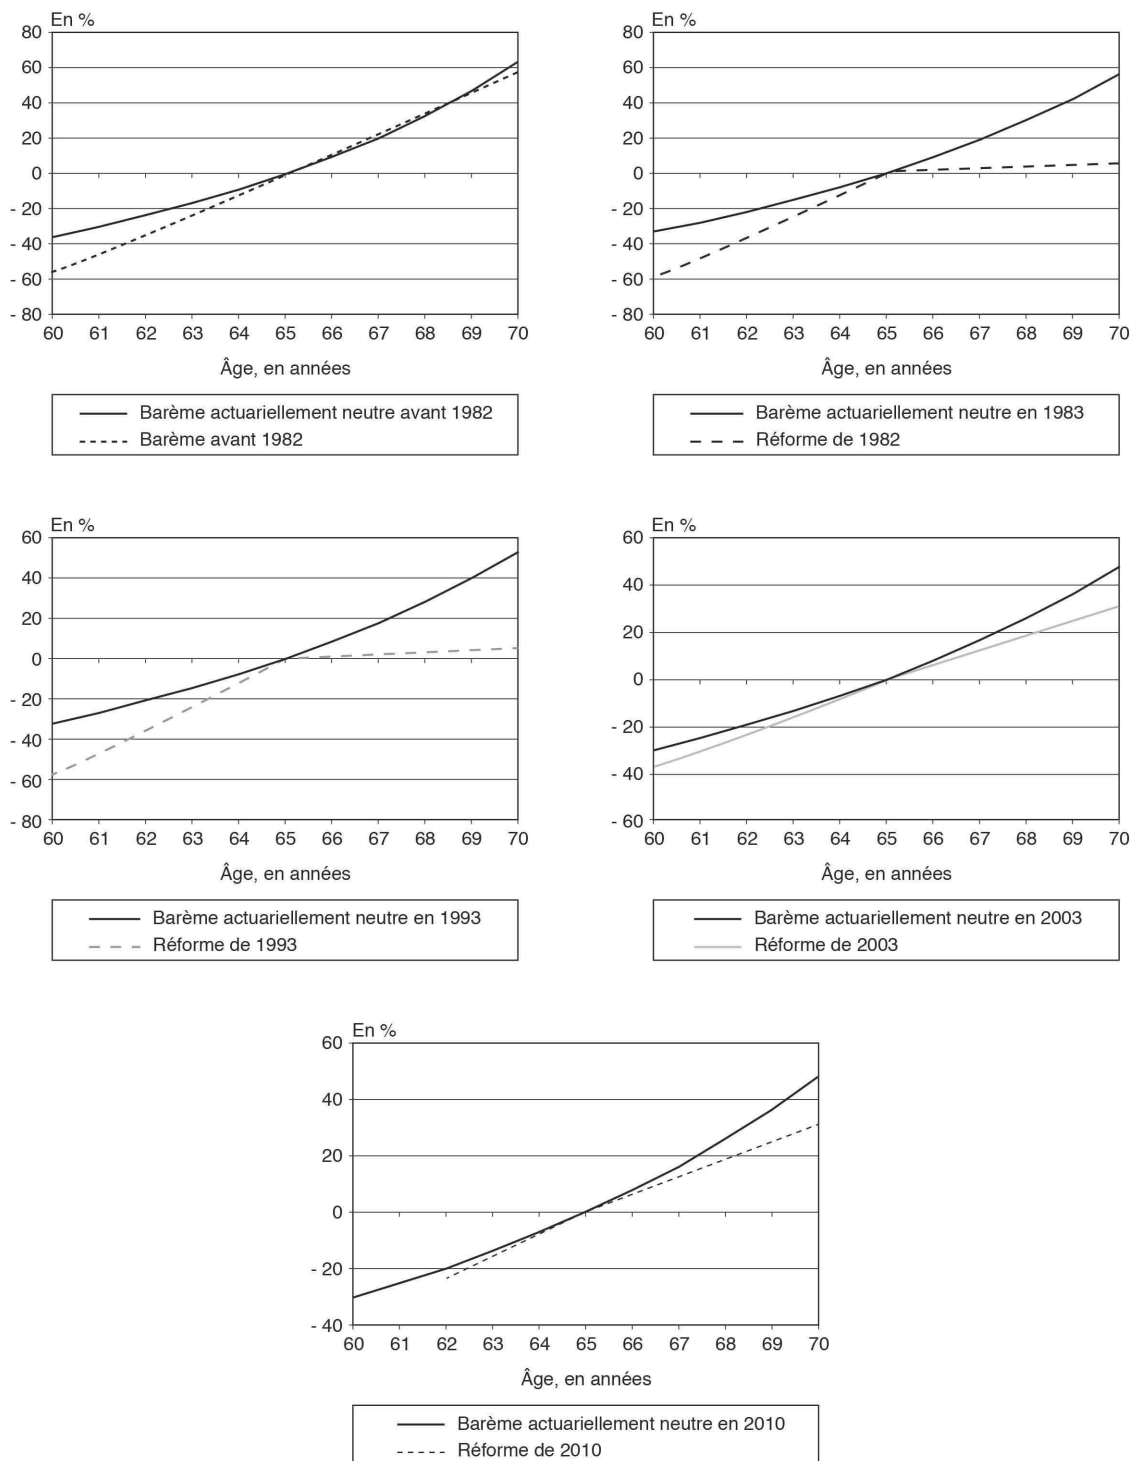 En %
80
60
40
20
0
- 20
- 40
- 60
- 80
60 61 62 63 64 65 66 67 68 69 70
Âge, en années
Barème actuariellement neutre avant 1982
Barème avant 1982
En %
80
60
40
20
0
- 20
- 40
- 60
- 80
60 61 62 63 64 65 66 67 68 69 70
Âge, en années
Barème actuariellement neutre en 1983
Réforme de 1982
En %
60
40
20
0
- 20
- 40
- 60
- 80
60 61 62 63 64 65 66 67 68 69 70
Âge, en années
Barème actuariellement neutre en 1993
Réforme de 1993
En %
60
40
20
0
- 20
- 40
- 60
60 61 62 63 64 65 66 67 68 69 70
Âge, en années
Barème actuariellement neutre en 2003
Réforme de 2003
En %
60
40
20
0
- 20
- 40
60 61 62 63 64 65 66 67 68 69 70
Âge, en années
Barème actuariellement neutre en 2010
Réforme de 2010